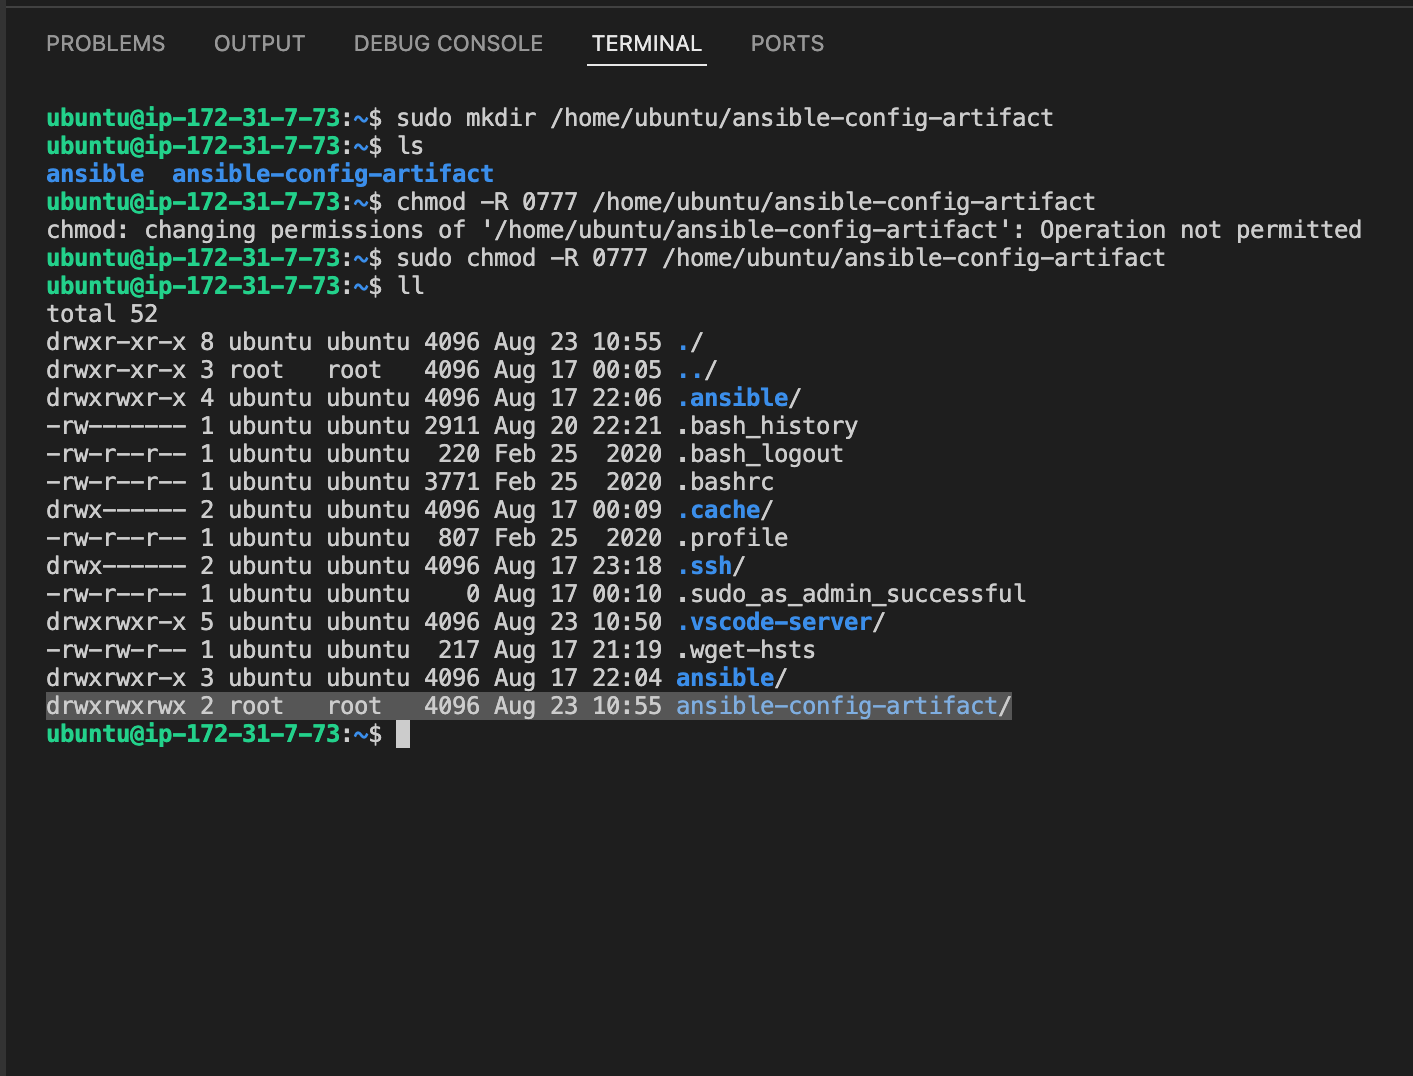 PROBLEMS OUTPUT DEBUG CONSOLE TERMINAL PORTS
ubuntu@ip-172-31-7-73:~$ sudo mkdir /home/ubuntu/ansible-config-artifact
ubuntu@ip-172-31-7-73:~$ ls
ansible  ansible-config-artifact
ubuntu@ip-172-31-7-73:~$ chmod -R 0777 /home/ubuntu/ansible-config-artifact
chmod: changing permissions of '/home/ubuntu/ansible-config-artifact': Operation not permitted
ubuntu@ip-172-31-7-73:~$ sudo chmod -R 0777 /home/ubuntu/ansible-config-artifact
ubuntu@ip-172-31-7-73:~$ ll
total 52
drwxr-xr-x 8 ubuntu ubuntu 4096 Aug 23 10:55 ./
drwxr-xr-x 3 root   root   4096 Aug 17 00:05 ../
drwxrwxr-x 4 ubuntu ubuntu 4096 Aug 17 22:06 .ansible/
-rw------- 1 ubuntu ubuntu 2911 Aug 20 22:21 .bash_history
-rw-r--r-- 1 ubuntu ubuntu  220 Feb 25  2020 .bash_logout
-rw-r--r-- 1 ubuntu ubuntu 3771 Feb 25  2020 .bashrc
drwx------ 2 ubuntu ubuntu 4096 Aug 17 00:09 .cache/
-rw-r--r-- 1 ubuntu ubuntu  807 Feb 25  2020 .profile
drwx------ 2 ubuntu ubuntu 4096 Aug 17 23:18 .ssh/
-rw-r--r-- 1 ubuntu ubuntu    0 Aug 17 00:10 .sudo_as_admin_successful
drwxrwxr-x 5 ubuntu ubuntu 4096 Aug 23 10:50 .vscode-server/
-rw-rw-r-- 1 ubuntu ubuntu  217 Aug 17 21:19 .wget-hsts
drwxrwxr-x 3 ubuntu ubuntu 4096 Aug 17 22:04 ansible/
drwxrwxrwx 2 root   root   4096 Aug 23 10:55 ansible-config-artifact/
ubuntu@ip-172-31-7-73:~$